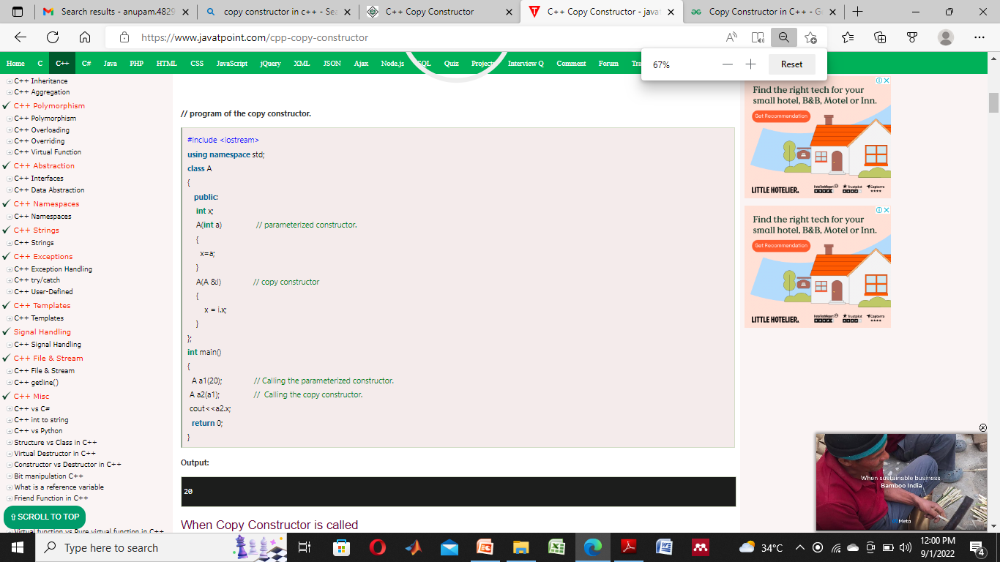 Search results - anupam.4829
copy constructor in c++ - Sea
C++ Copy Constructor
C++ Copy Constructor - javat
Copy Constructor in C++ - Ge
https://www.javatpoint.com/cpp-copy-constructor
67%
Reset
Home C C++ C# Java PHP HTML CSS JavaScript jQuery XML JSON Ajax Node.js SQL Quiz Projects Interview Q Comment Forum Tra
C++ Inheritance
C++ Aggregation
C++ Polymorphism
C++ Polymorphism
C++ Overloading
C++ Overriding
C++ Virtual Function
C++ Abstraction
C++ Interfaces
C++ Data Abstraction
C++ Namespaces
C++ Namespaces
C++ Strings
C++ Strings
C++ Exceptions
C++ Exception Handling
C++ try/catch
C++ User-Defined
C++ Templates
C++ Templates
Signal Handling
C++ Signal Handling
C++ File & Stream
C++ File & Stream
C++ getline()
C++ Misc
C++ vs C#
C++ int to string
C++ vs Python
Structure vs Class in C++
Virtual Destructor in C++
Constructor vs Destructor in C++
Bit manipulation C++
What is a reference variable
Friend Function in C++
⇧ SCROLL TO TOP
Virtual function vs Pure virtual function in C++
// program of the copy constructor.
#include <iostream>
using namespace std;
class A
{
public:
int x;
A(int a) // parameterized constructor.
{
x=a;
}
A(A &i) // copy constructor
{
x = i.x;
}
};
int main()
{
A a1(20); // Calling the parameterized constructor.
A a2(a1); // Calling the copy constructor.
cout<<a2.x;
return 0;
}
Output:
20
When Copy Constructor is called
Find the right tech for your
small hotel, B&B, Motel or Inn.
Get Recommendation
LITTLE HOTELIER. HotelTechReport Trustpilot Capterra
Find the right tech for your
small hotel, B&B, Motel or Inn.
Get Recommendation
LITTLE HOTELIER. HotelTechReport Trustpilot Capterra
When sustainable business
Bamboo India
Meta
Type here to search
34°C
12:00 PM
9/1/2022
4